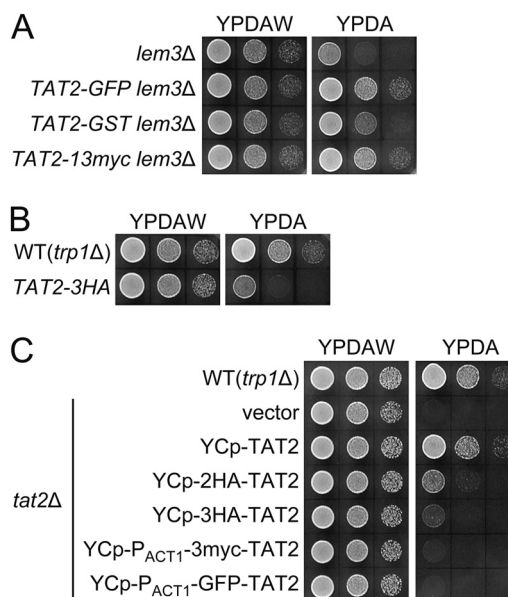 A
YPDAW YPDA
lem3Δ
TAT2-GFP lem3Δ
TAT2-GST lem3Δ
TAT2-13myc lem3Δ
B
YPDAW YPDA
WT(trp1Δ)
TAT2-3HA
C
YPDAW YPDA
WT(trp1Δ)
vector
YCp-TAT2
YCp-2HA-TAT2
tat2Δ
YCp-3HA-TAT2
YCp-PACT1-3myc-TAT2
YCp-PACT1-GFP-TAT2